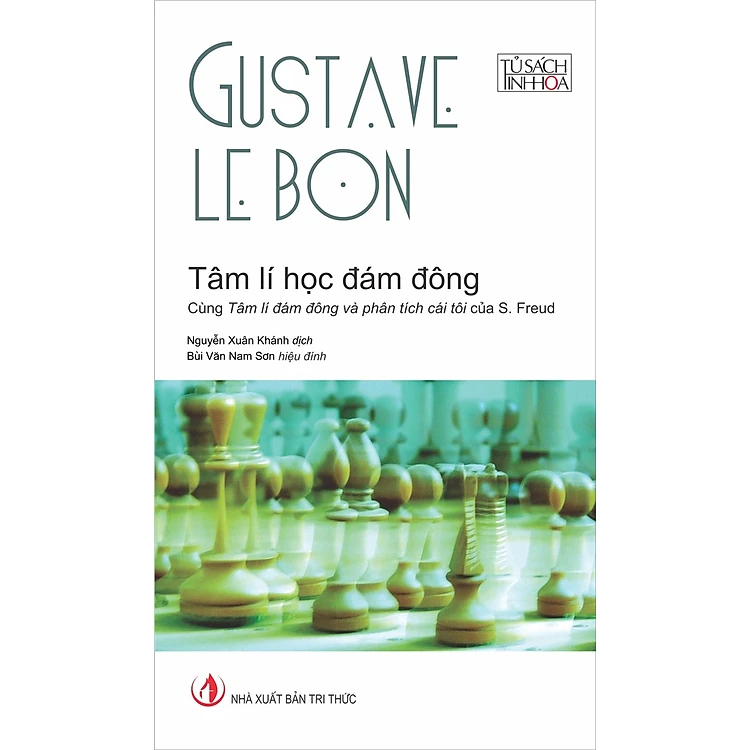 GUSTAVE
LE BON
TỦ SÁCH
TINH HOA
Tâm lí học đám đông
Cùng Tâm lí đám đông và phân tích cái tôi của S. Freud
Nguyễn Xuân Khánh dịch
Bùi Văn Nam Sơn hiệu đính
NHÀ XUẤT BẢN TRI THỨC